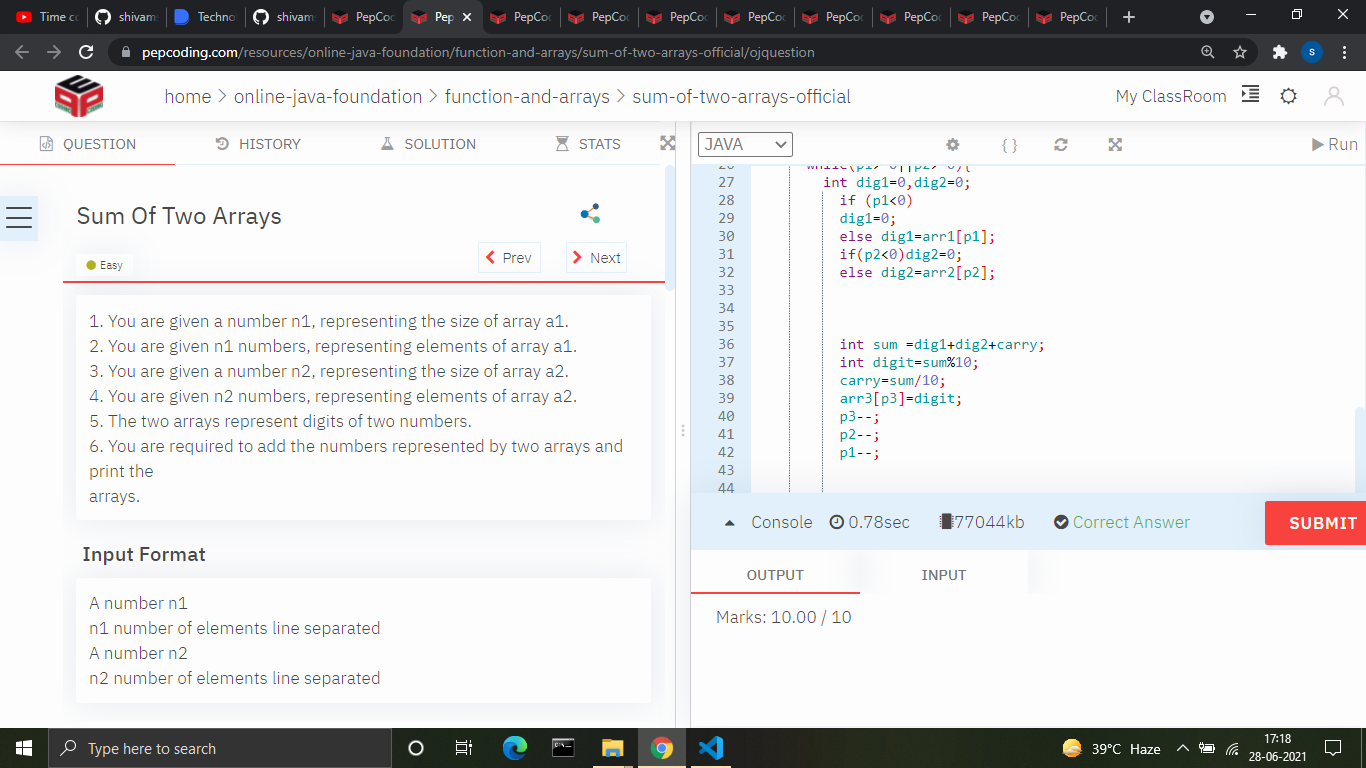 Time co
shivam
Techno
shivam
PepCod
Pep
PepCod
PepCod
PepCod
PepCod
PepCod
PepCod
PepCod
PepCod
pepcoding.com/resources/online-java-foundation/function-and-arrays/sum-of-two-arrays-official/ojquestion
S
home > online-java-foundation > function-and-arrays > sum-of-two-arrays-official
My ClassRoom
QUESTION HISTORY SOLUTION STATS
Sum Of Two Arrays
Prev Next
Easy
1. You are given a number n1, representing the size of array a1.
2. You are given n1 numbers, representing elements of array a1.
3. You are given a number n2, representing the size of array a2.
4. You are given n2 numbers, representing elements of array a2.
5. The two arrays represent digits of two numbers.
6. You are required to add the numbers represented by two arrays and
print the
arrays.
Input Format
A number n1
n1 number of elements line separated
A number n2
n2 number of elements line separated
JAVA
{ }
Run
27 int dig1=0,dig2=0;
28 if (p1<0)
29 dig1=0;
30 else dig1=arr1[p1];
31 if(p2<0)dig2=0;
32 else dig2=arr2[p2];
33
34
35
36 int sum =dig1+dig2+carry;
37 int digit=sum%10;
38 carry=sum/10;
39 arr3[p3]=digit;
40 p3--;
41 p2--;
42 p1--;
43
44
Console 0.78sec 77044kb Correct Answer
SUBMIT
OUTPUT INPUT
Marks: 10.00 / 10
Type here to search
39°C Haze
17:18
28-06-2021